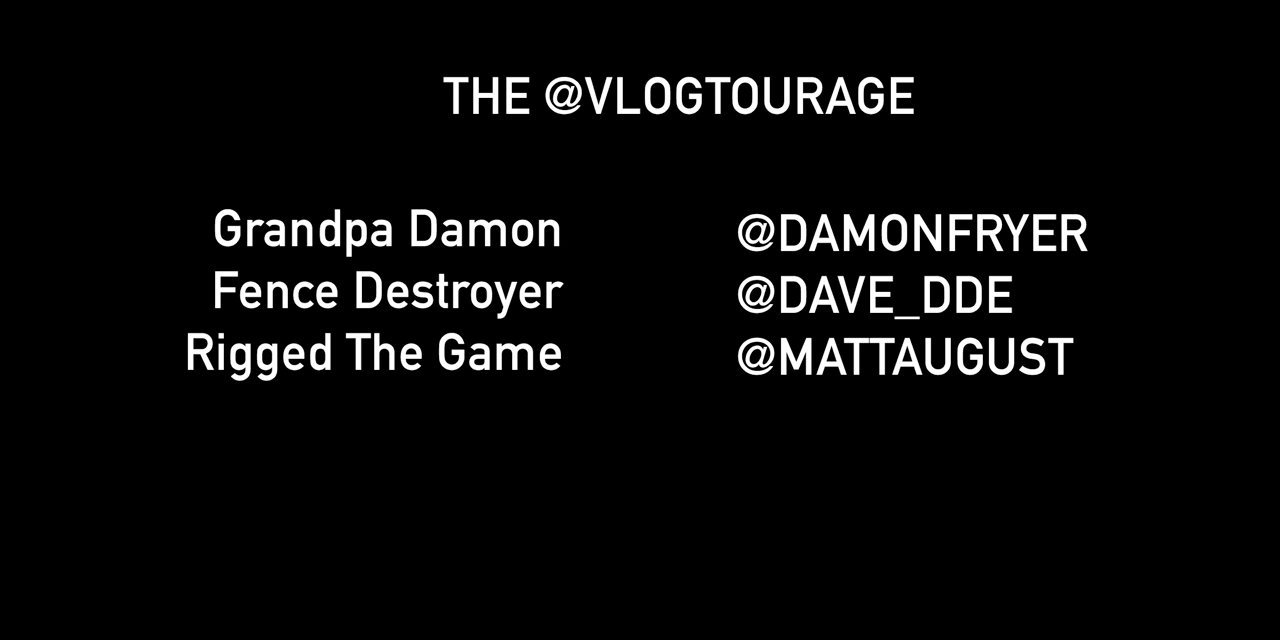 THE @VLOGTOURAGE
Grandpa Damon @DAMONFRYER
Fence Destroyer @DAVE_DDE
Rigged The Game @MATTAUGUST